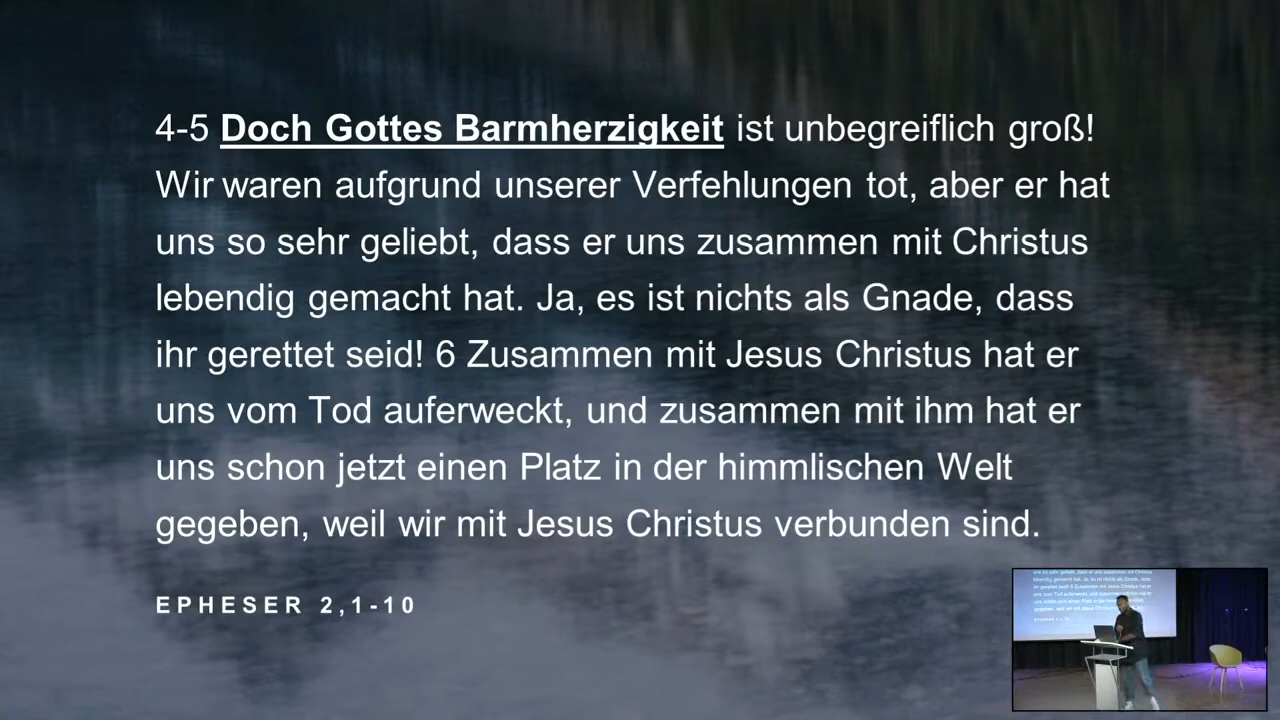 4-5 Doch Gottes Barmherzigkeit ist unbegreiflich groß!
Wir waren aufgrund unserer Verfehlungen tot, aber er hat
uns so sehr geliebt, dass er uns zusammen mit Christus
lebendig gemacht hat. Ja, es ist nichts als Gnade, dass
ihr gerettet seid! 6 Zusammen mit Jesus Christus hat er
uns vom Tod auferweckt, und zusammen mit ihm hat er
uns schon jetzt einen Platz in der himmlischen Welt
gegeben, weil wir mit Jesus Christus verbunden sind.
EPHESER 2,1-10